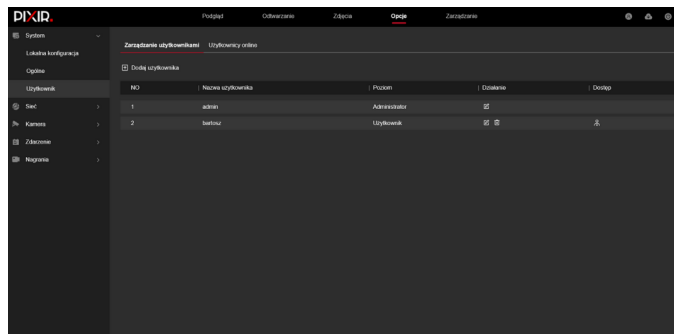 PIXIR.
Podgląd Odtwarzanie Zdjęcia Opcje Zarządzanie
System
Lokalna konfiguracja
Ogólne
Użytkownik
Sieć
Kamera
Zdarzenie
Nagrania
Zarządzanie użytkownikami Użytkownicy online
Dodaj użytkownika
NO | Nazwa użytkownika | Poziom | Działanie | Dostęp
1 admin Administrator
2 bartosz Użytkownik